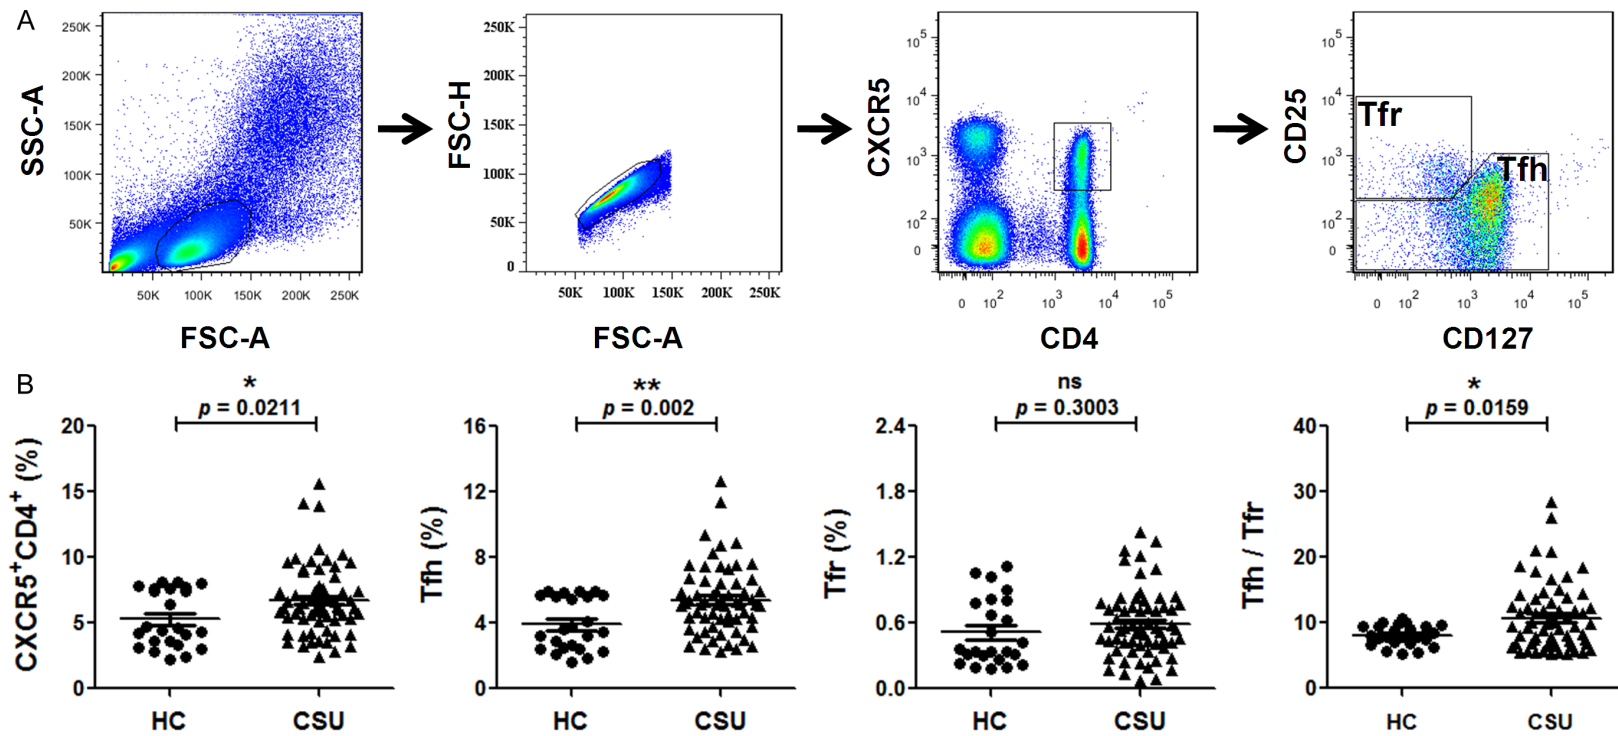 A
SSC-A
250K
200K
150K
100K
50K
50K 100K 150K 200K 250K
FSC-A
FSC-H
250K
200K
150K
100K
50K
0
50K 100K 150K 200K 250K
FSC-A
CXCR5
10^5
10^4
10^3
10^2
0
0 10^2 10^3 10^4 10^5
CD4
CD25
10^5
10^4
10^3
10^2
0
Tfr
Tfh
0 10^2 10^3 10^4 10^5
CD127
B
*
p = 0.0211
CXCR5+CD4+ (%)
20
15
10
5
0
HC CSU
**
p = 0.002
Tfh (%)
16
12
8
4
0
HC CSU
ns
p = 0.3003
Tfr (%)
2.4
1.8
1.2
0.6
0.0
HC CSU
*
p = 0.0159
Tfh / Tfr
40
30
20
10
0
HC CSU